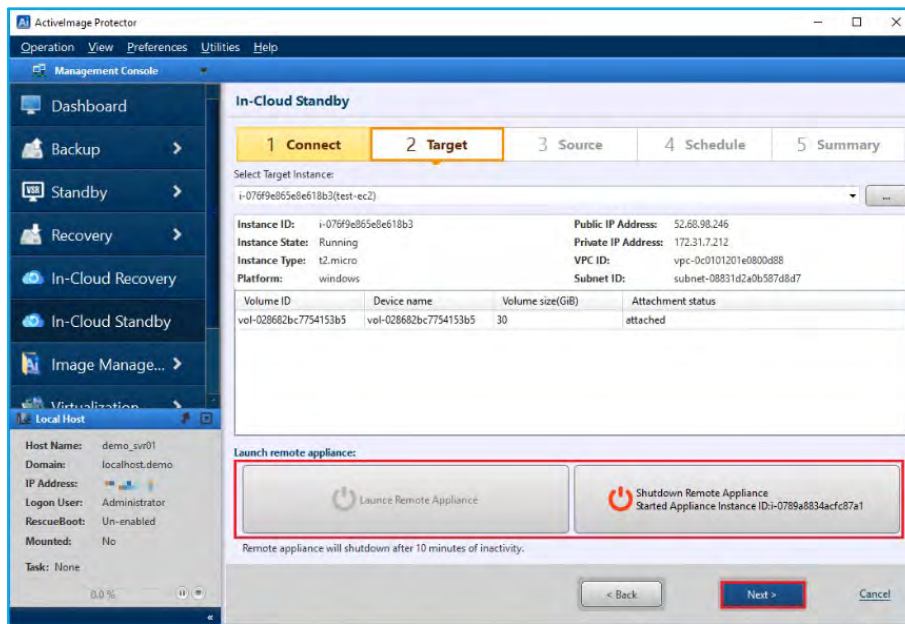 ActiveImage Protector
Operation View Preferences Utilities Help
Management Console
Dashboard
Backup
Standby
Recovery
In-Cloud Recovery
In-Cloud Standby
Image Manage...
Virtualization
Local Host
Host Name: demo_svr01
Domain: localhost.demo
IP Address:
Logon User: Administrator
RescueBoot: Un-enabled
Mounted: No
Task: None
0.0 %
In-Cloud Standby
1 Connect 2 Target 3 Source 4 Schedule 5 Summary
Select Target Instance:
i-076f9e865e8e618b3(test-ec2) ...
Instance ID: i-076f9e865e8e618b3 Public IP Address: 52.68.98.246
Instance State: Running Private IP Address: 172.31.7.212
Instance Type: t2.micro VPC ID: vpc-0c0101201e0800d88
Platform: windows Subnet ID: subnet-08831d2a0b587d8d7
Volume ID Device name Volume size(GiB) Attachment status
vol-028682bc7754153b5 vol-028682bc7754153b5 30 attached
Launch remote appliance:
Launce Remote Appliance
Shutdown Remote Appliance
Started Appliance Instance ID:i-0789a8834acfc87a1
Remote appliance will shutdown after 10 minutes of inactivity.
< Back Next > Cancel